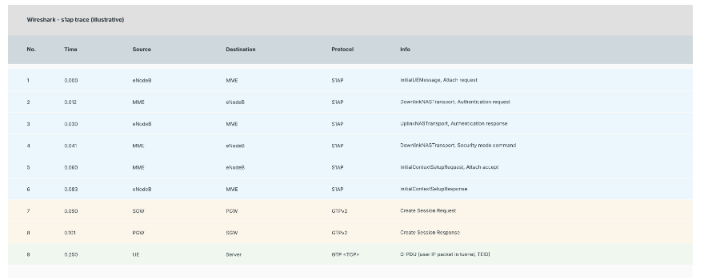 Wireshark - s1ap trace (illustrative)
No. Time Source Destination Protocol Info
1 0.000 eNodeB MME S1AP InitialUEMessage, Attach request
2 0.012 MME eNodeB S1AP DownlinkNASTransport, Authentication request
3 0.030 eNodeB MME S1AP UplinkNASTransport, Authentication response
4 0.041 MME eNodeB S1AP DownlinkNASTransport, Security mode command
5 0.060 MME eNodeB S1AP InitialContextSetupRequest, Attach accept
6 0.083 eNodeB MME S1AP InitialContextSetupResponse
7 0.090 SGW PGW GTPv2 Create Session Request
8 0.101 PGW SGW GTPv2 Create Session Response
9 0.250 UE Server GTP <TCP> G-PDU (user IP packet in tunnel, TEID)